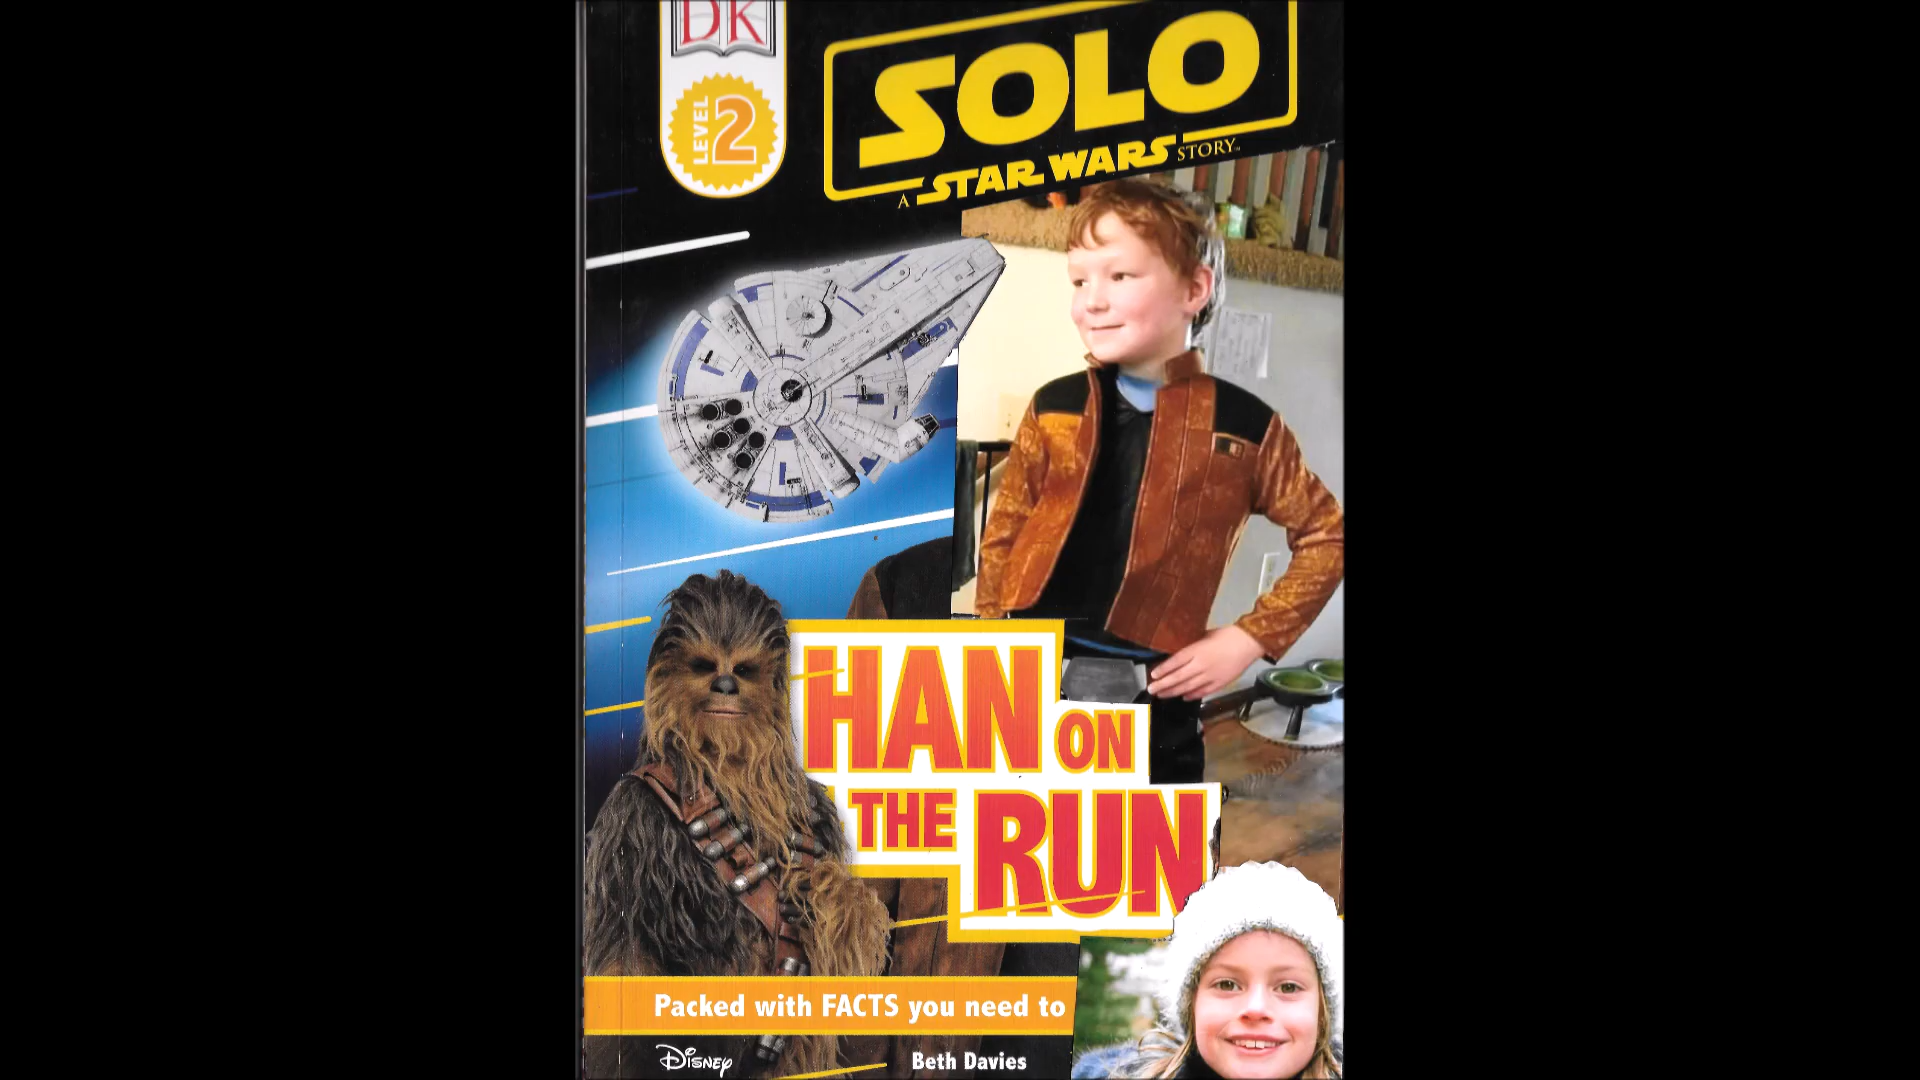 DK
LEVEL 2
SOLO
A STAR WARS STORY™
HAN ON
THE RUN
Packed with FACTS you need to
Disney
Beth Davies